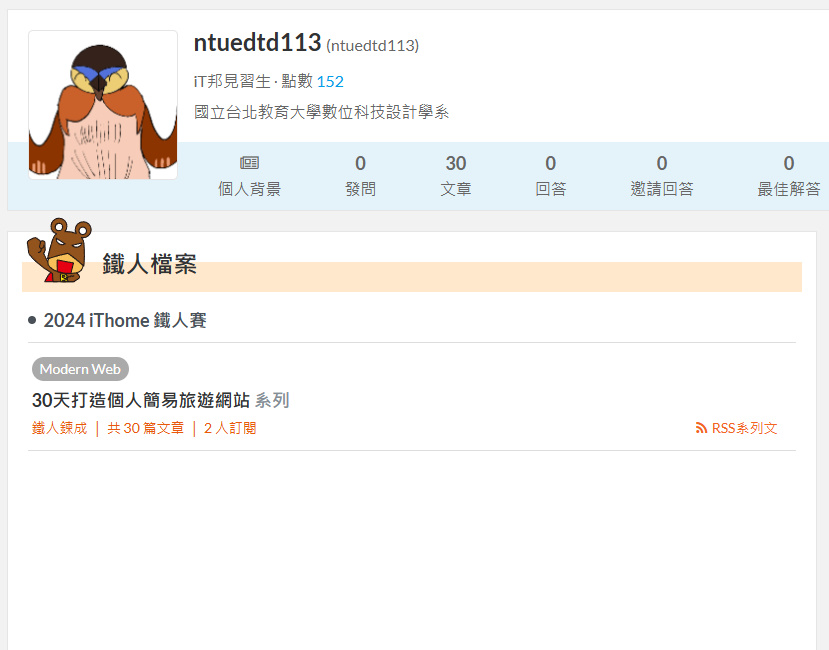 ntuedtd113 (ntuedtd113)
iT邦見習生 ‧ 點數 152
國立台北教育大學數位科技設計學系
0 30 0 0 0
個人背景 發問 文章 回答 邀請回答 最佳解答
鐵人檔案
2024 iThome 鐵人賽
Modern Web
30天打造個人簡易旅遊網站 系列
鐵人鍊成 | 共 30 篇文章 | 2 人訂閱 RSS系列文